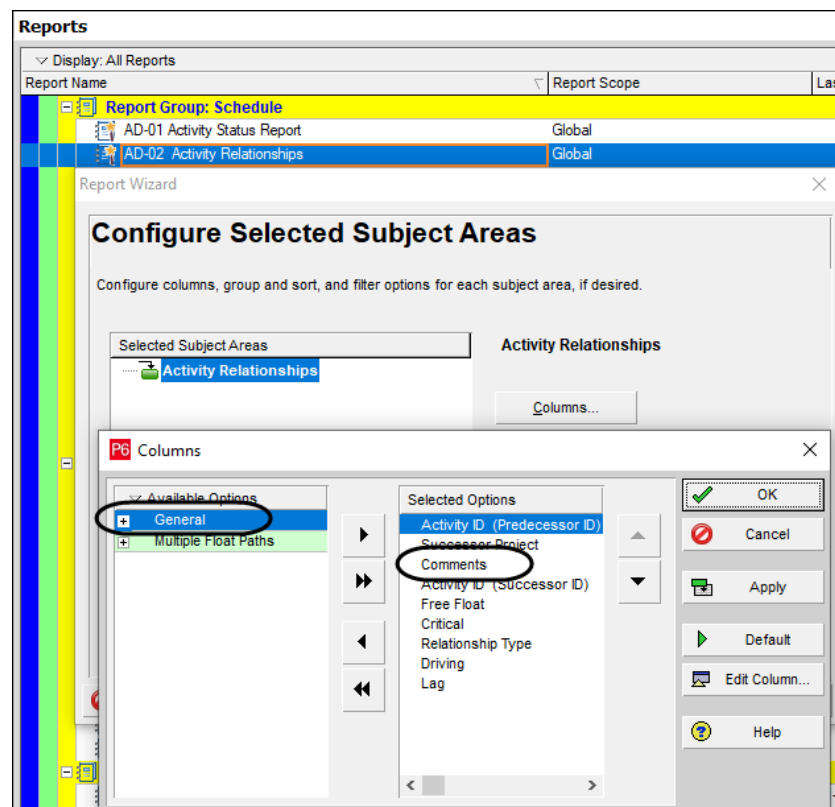 Reports
Display: All Reports
Report Name Report Scope Las
Report Group: Schedule
AD-01 Activity Status Report Global
AD-02 Activity Relationships Global
Report Wizard
Configure Selected Subject Areas
Configure columns, group and sort, and filter options for each subject area, if desired.
Selected Subject Areas
Activity Relationships
Activity Relationships
Columns...
P6 Columns
Available Options
General
Multiple Float Paths
Selected Options
Activity ID (Predecessor ID)
Successor Project
Comments
Activity ID (Successor ID)
Free Float
Critical
Relationship Type
Driving
Lag
OK
Cancel
Apply
Default
Edit Column...
Help